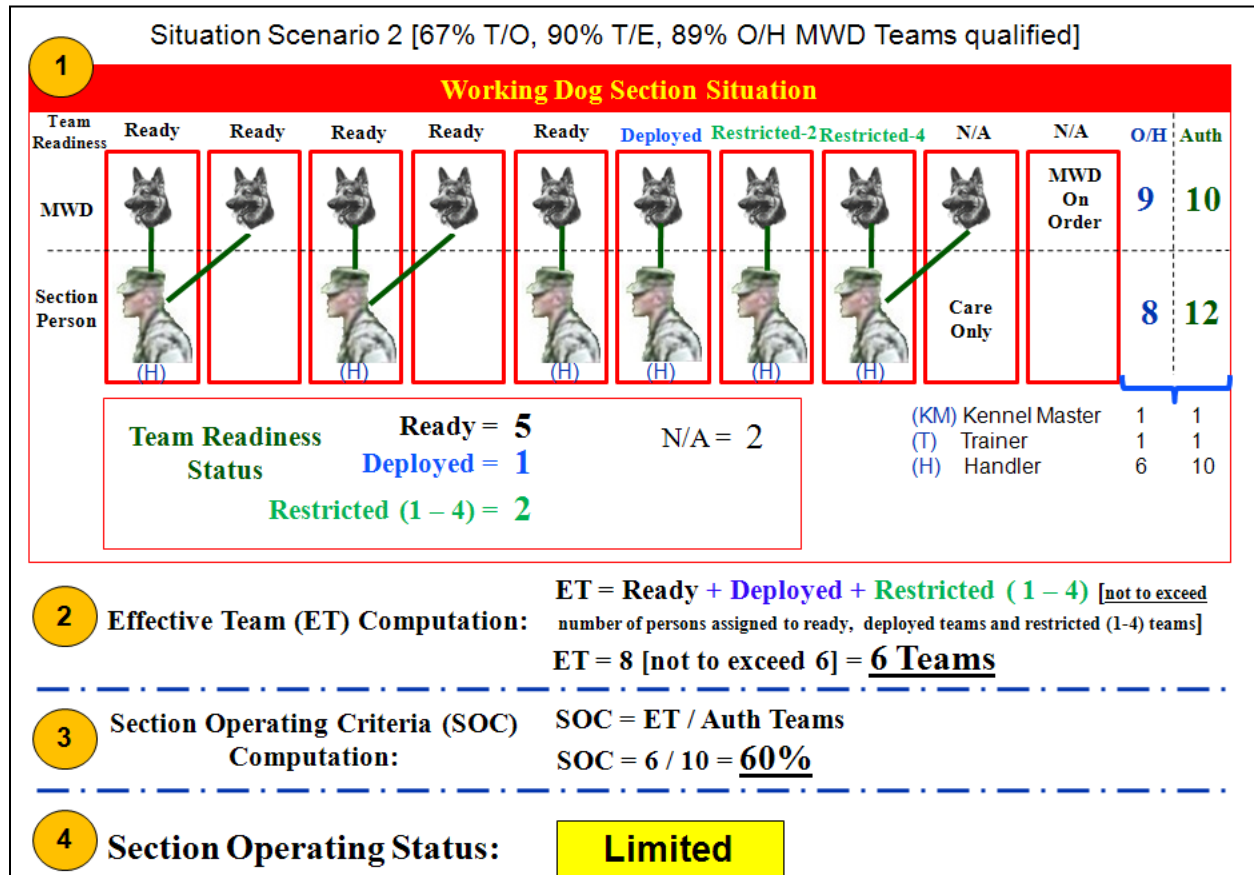 Situation Scenario 2 [67% T/O, 90% T/E, 89% O/H MWD Teams qualified]
1
Working Dog Section Situation
Team Readiness Ready Ready Ready Ready Ready Deployed Restricted-2 Restricted-4 N/A N/A O/H Auth
MWD MWD On Order 9 10
Section Person Care Only 8 12
(H) (H) (H) (H) (H) (H)
Team Readiness Status
Ready = 5
Deployed = 1
Restricted (1 – 4) = 2
N/A = 2
(KM) Kennel Master 1 1
(T) Trainer 1 1
(H) Handler 6 10
2
Effective Team (ET) Computation:
ET = Ready + Deployed + Restricted ( 1 – 4) [not to exceed
number of persons assigned to ready, deployed teams and restricted (1-4) teams]
ET = 8 [not to exceed 6] = 6 Teams
3
Section Operating Criteria (SOC)
Computation:
SOC = ET / Auth Teams
SOC = 6 / 10 = 60%
4
Section Operating Status:
Limited